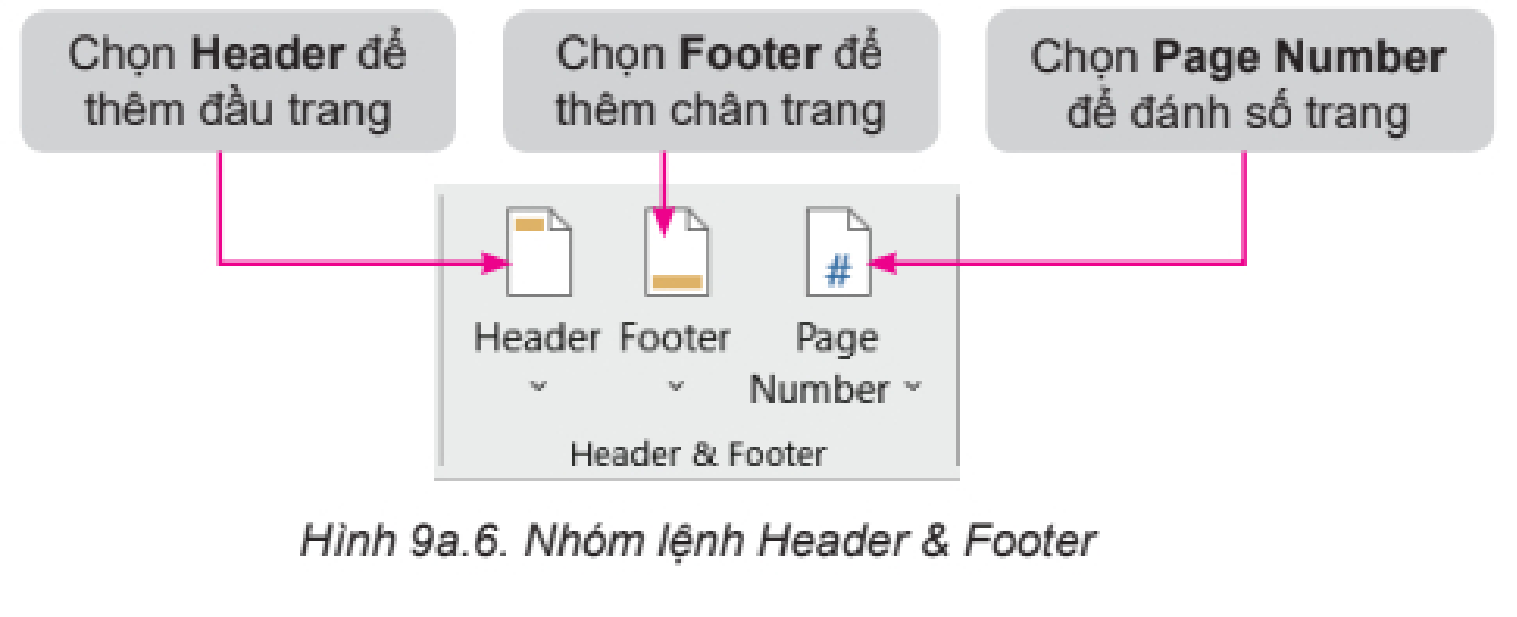 Chọn Header để
thêm đầu trang
Chọn Footer để
thêm chân trang
Chọn Page Number
để đánh số trang
#
Header
Footer
Page
Number
Header & Footer
Hình 9a.6. Nhóm lệnh Header & Footer